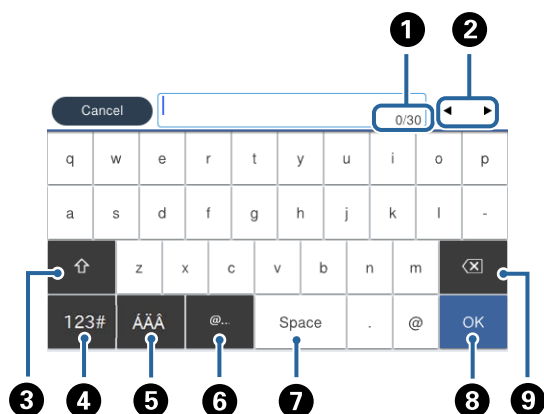 1 2
Cancel
0/30
q w e r t y u i o p
a s d f g h j k l -
z x c v b n m
123# ÁÄÂ @... Space . @ OK
3 4 5 6 7 8 9